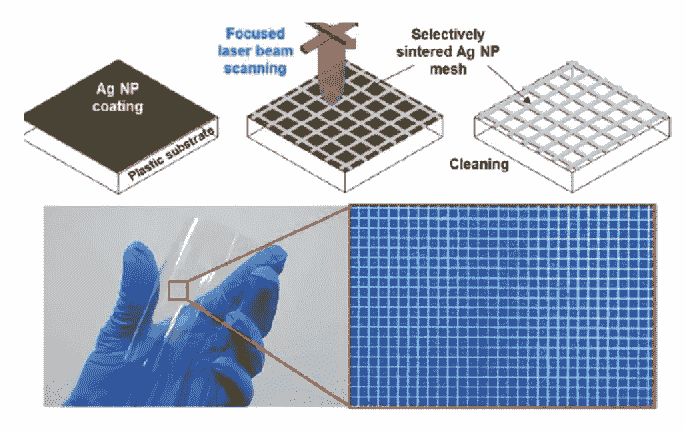 Ag NP
coating
Plastic substrate
Focused
laser beam
scanning
Selectively
sintered Ag NP
mesh
Cleaning